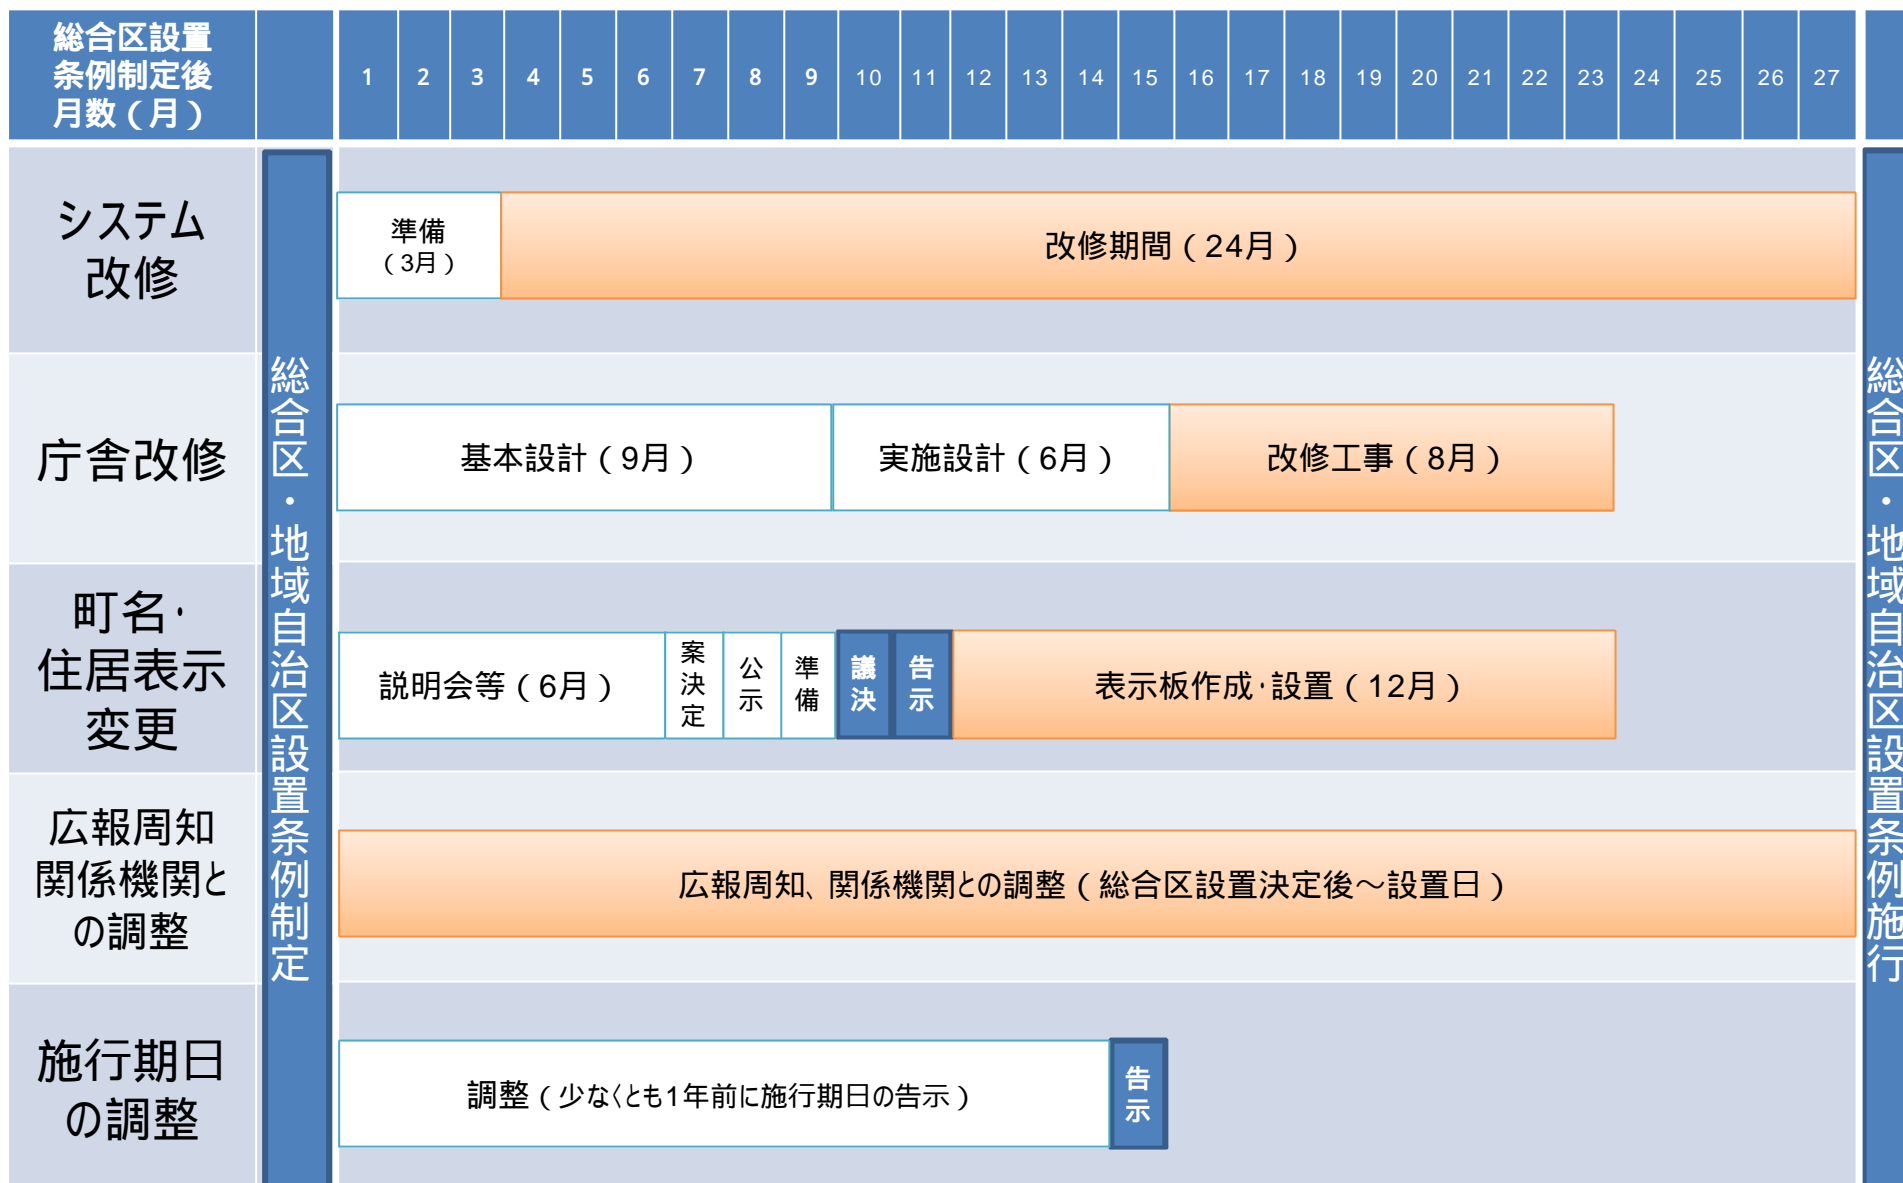 総合区設置
条例制定後
月数（月）
1 2 3 4 5 6 7 8 9 10 11 12 13 14 15 16 17 18 19 20 21 22 23 24 25 26 27
総合区・地域自治区設置条例制定
システム
改修
準備
（3月）
改修期間（24月）
庁舎改修
基本設計（9月）
実施設計（6月）
改修工事（8月）
町名・
住居表示
変更
説明会等（6月）
案決定
公示
準備
議決
告示
表示板作成・設置（12月）
広報周知
関係機関と
の調整
広報周知、関係機関との調整（総合区設置決定後～設置日）
施行期日
の調整
調整（少なくとも1年前に施行期日の告示）
告示
総合区・地域自治区設置条例施行